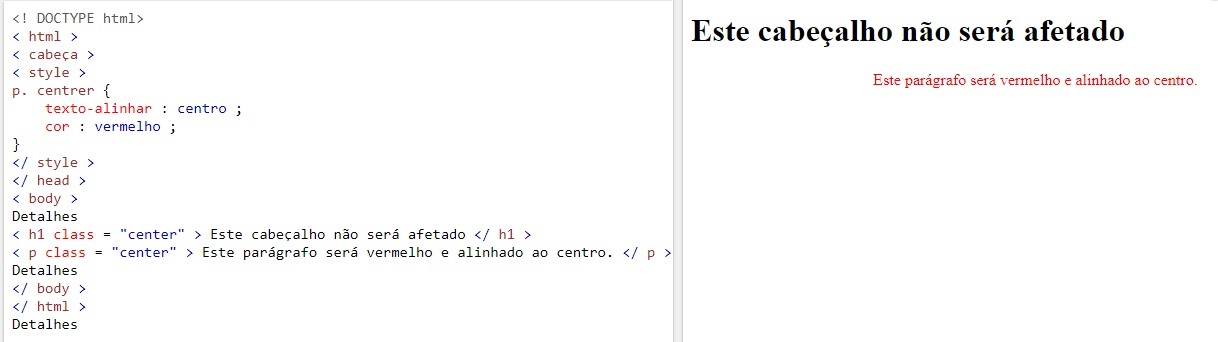 <! DOCTYPE html>
< html >
< cabeça >
< style >
p. centrer {
    texto-alinhar : centro ;
    cor : vermelho ;
}
</ style >
</ head >
< body >
Detalhes
< h1 class = "center" > Este cabeçalho não será afetado </ h1 >
< p class = "center" > Este parágrafo será vermelho e alinhado ao centro. </ p >
Detalhes
</ body >
</ html >
Detalhes
Este cabeçalho não será afetado
Este parágrafo será vermelho e alinhado ao centro.